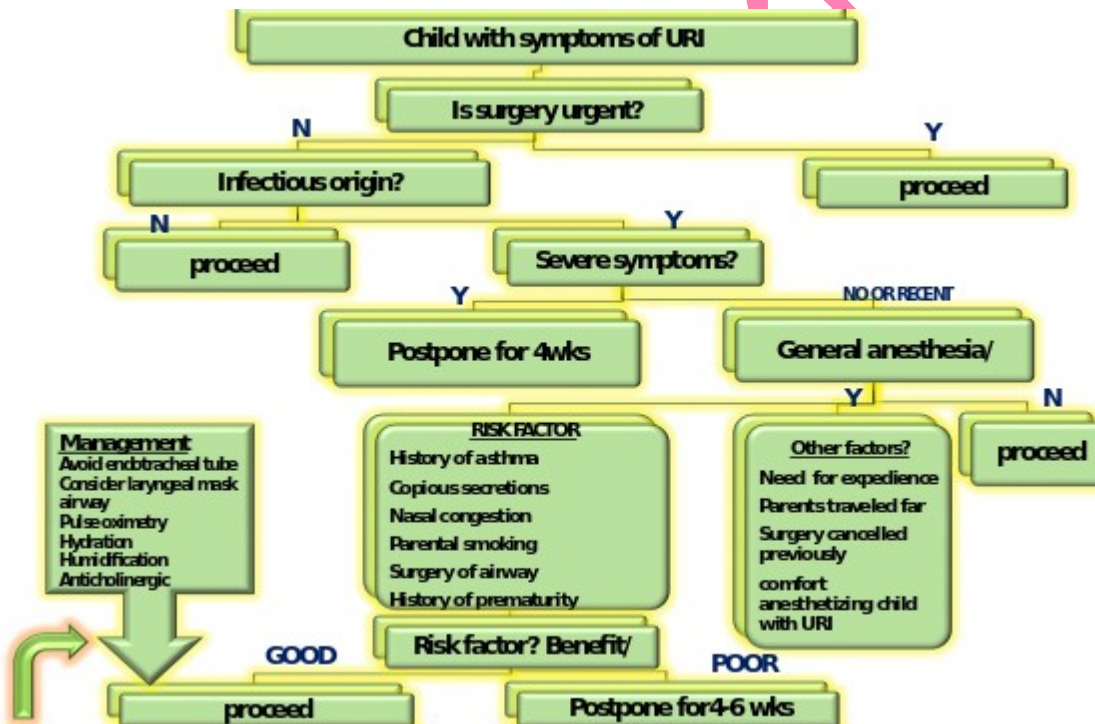 Child with symptoms of URI
Is surgery urgent?
N
Y
Infectious origin?
proceed
N
Y
proceed
Severe symptoms?
Y
NO OR RECENT
Postpone for 4wks
General anesthesia/
Y
N
Management
Avoid endotracheal tube
Consider laryngeal mask
airway
Pulse oximetry
Hydration
Humidification
Anticholinergic
RISK FACTOR
History of asthma
Copious secretions
Nasal congestion
Parental smoking
Surgery of airway
History of prematurity
Other factors?
Need for expedience
Parents traveled far
Surgery cancelled
previously
comfort
anesthetizing child
with URI
proceed
Risk factor? Benefit/
GOOD
POOR
proceed
Postpone for4-6 wks